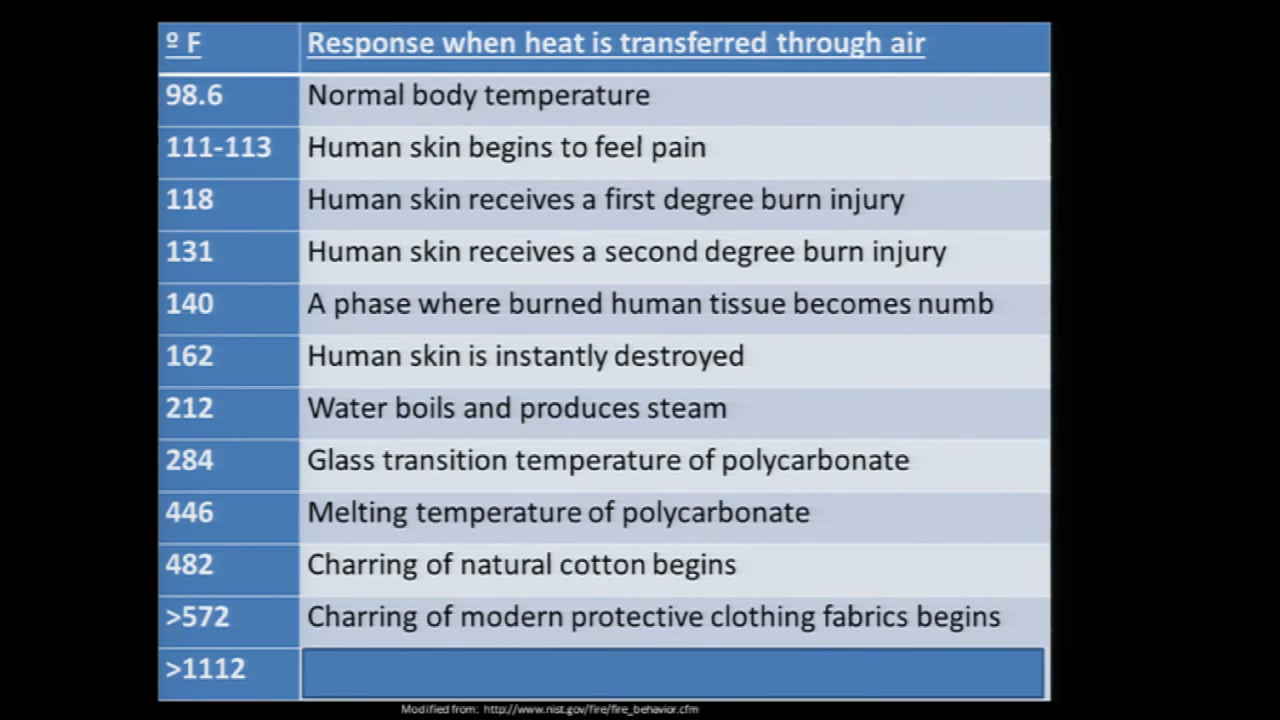 º F Response when heat is transferred through air
98.6 Normal body temperature
111-113 Human skin begins to feel pain
118 Human skin receives a first degree burn injury
131 Human skin receives a second degree burn injury
140 A phase where burned human tissue becomes numb
162 Human skin is instantly destroyed
212 Water boils and produces steam
284 Glass transition temperature of polycarbonate
446 Melting temperature of polycarbonate
482 Charring of natural cotton begins
>572 Charring of modern protective clothing fabrics begins
>1112
Modified from: http://www.nist.gov/fire/fire_behavior.cfm